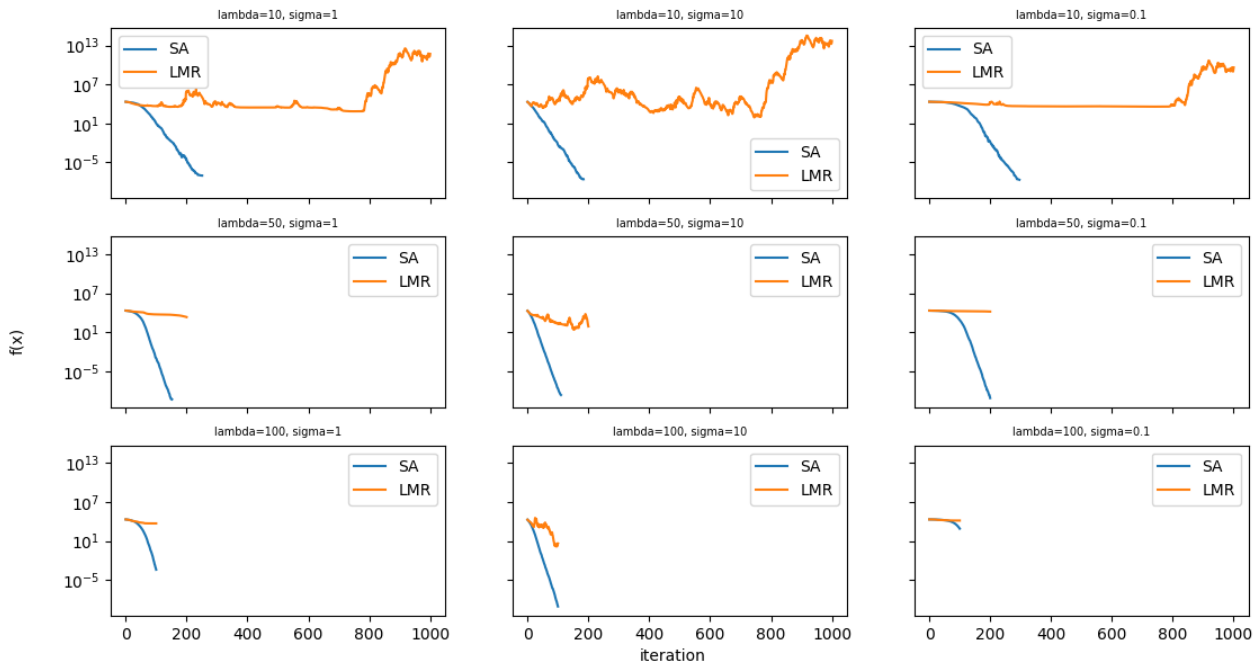 lambda=10, sigma=1
lambda=10, sigma=10
lambda=10, sigma=0.1
10^13
10^7
10^1
10^-5
SA
LMR
SA
LMR
SA
LMR
lambda=50, sigma=1
lambda=50, sigma=10
lambda=50, sigma=0.1
10^13
10^7
10^1
10^-5
SA
LMR
SA
LMR
SA
LMR
f(x)
lambda=100, sigma=1
lambda=100, sigma=10
lambda=100, sigma=0.1
10^13
10^7
10^1
10^-5
SA
LMR
SA
LMR
SA
LMR
0 200 400 600 800 1000
0 200 400 600 800 1000
0 200 400 600 800 1000
iteration